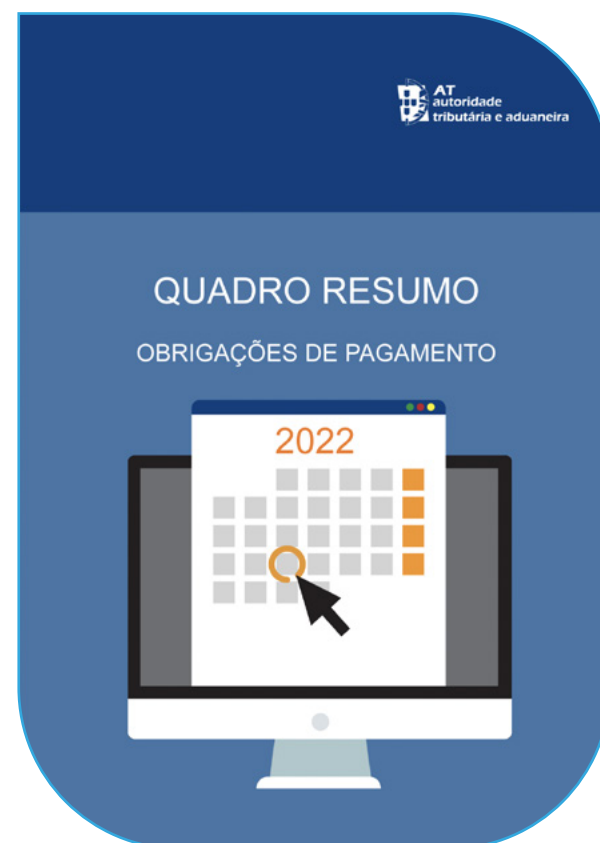 AT
autoridade
tributária e aduaneira
QUADRO RESUMO
OBRIGAÇÕES DE PAGAMENTO
2022